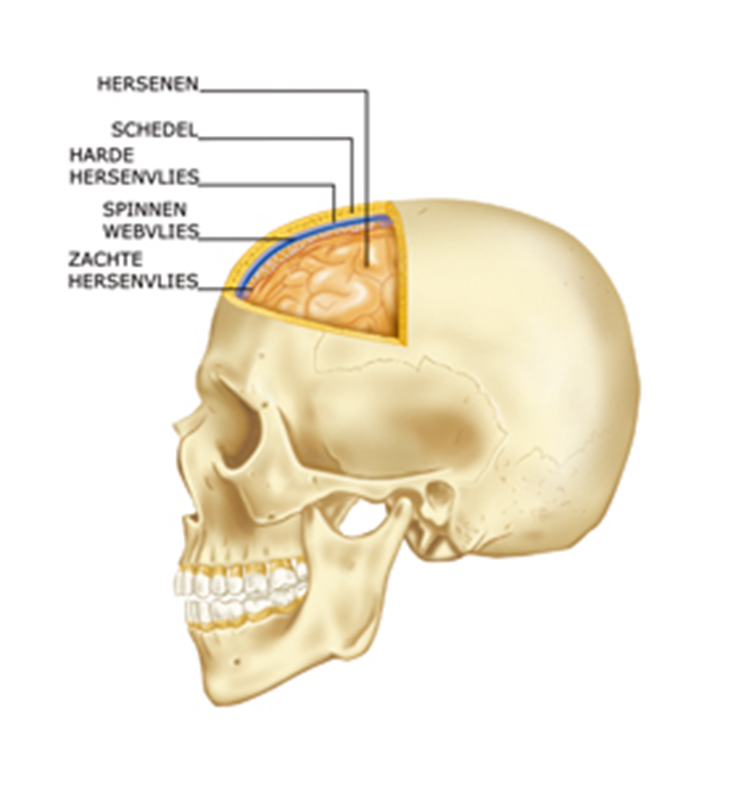 HERSENEN
SCHEDEL
HARDE
HERSENVLIES
SPINNEN
WEBVLIES
ZACHTE
HERSENVLIES